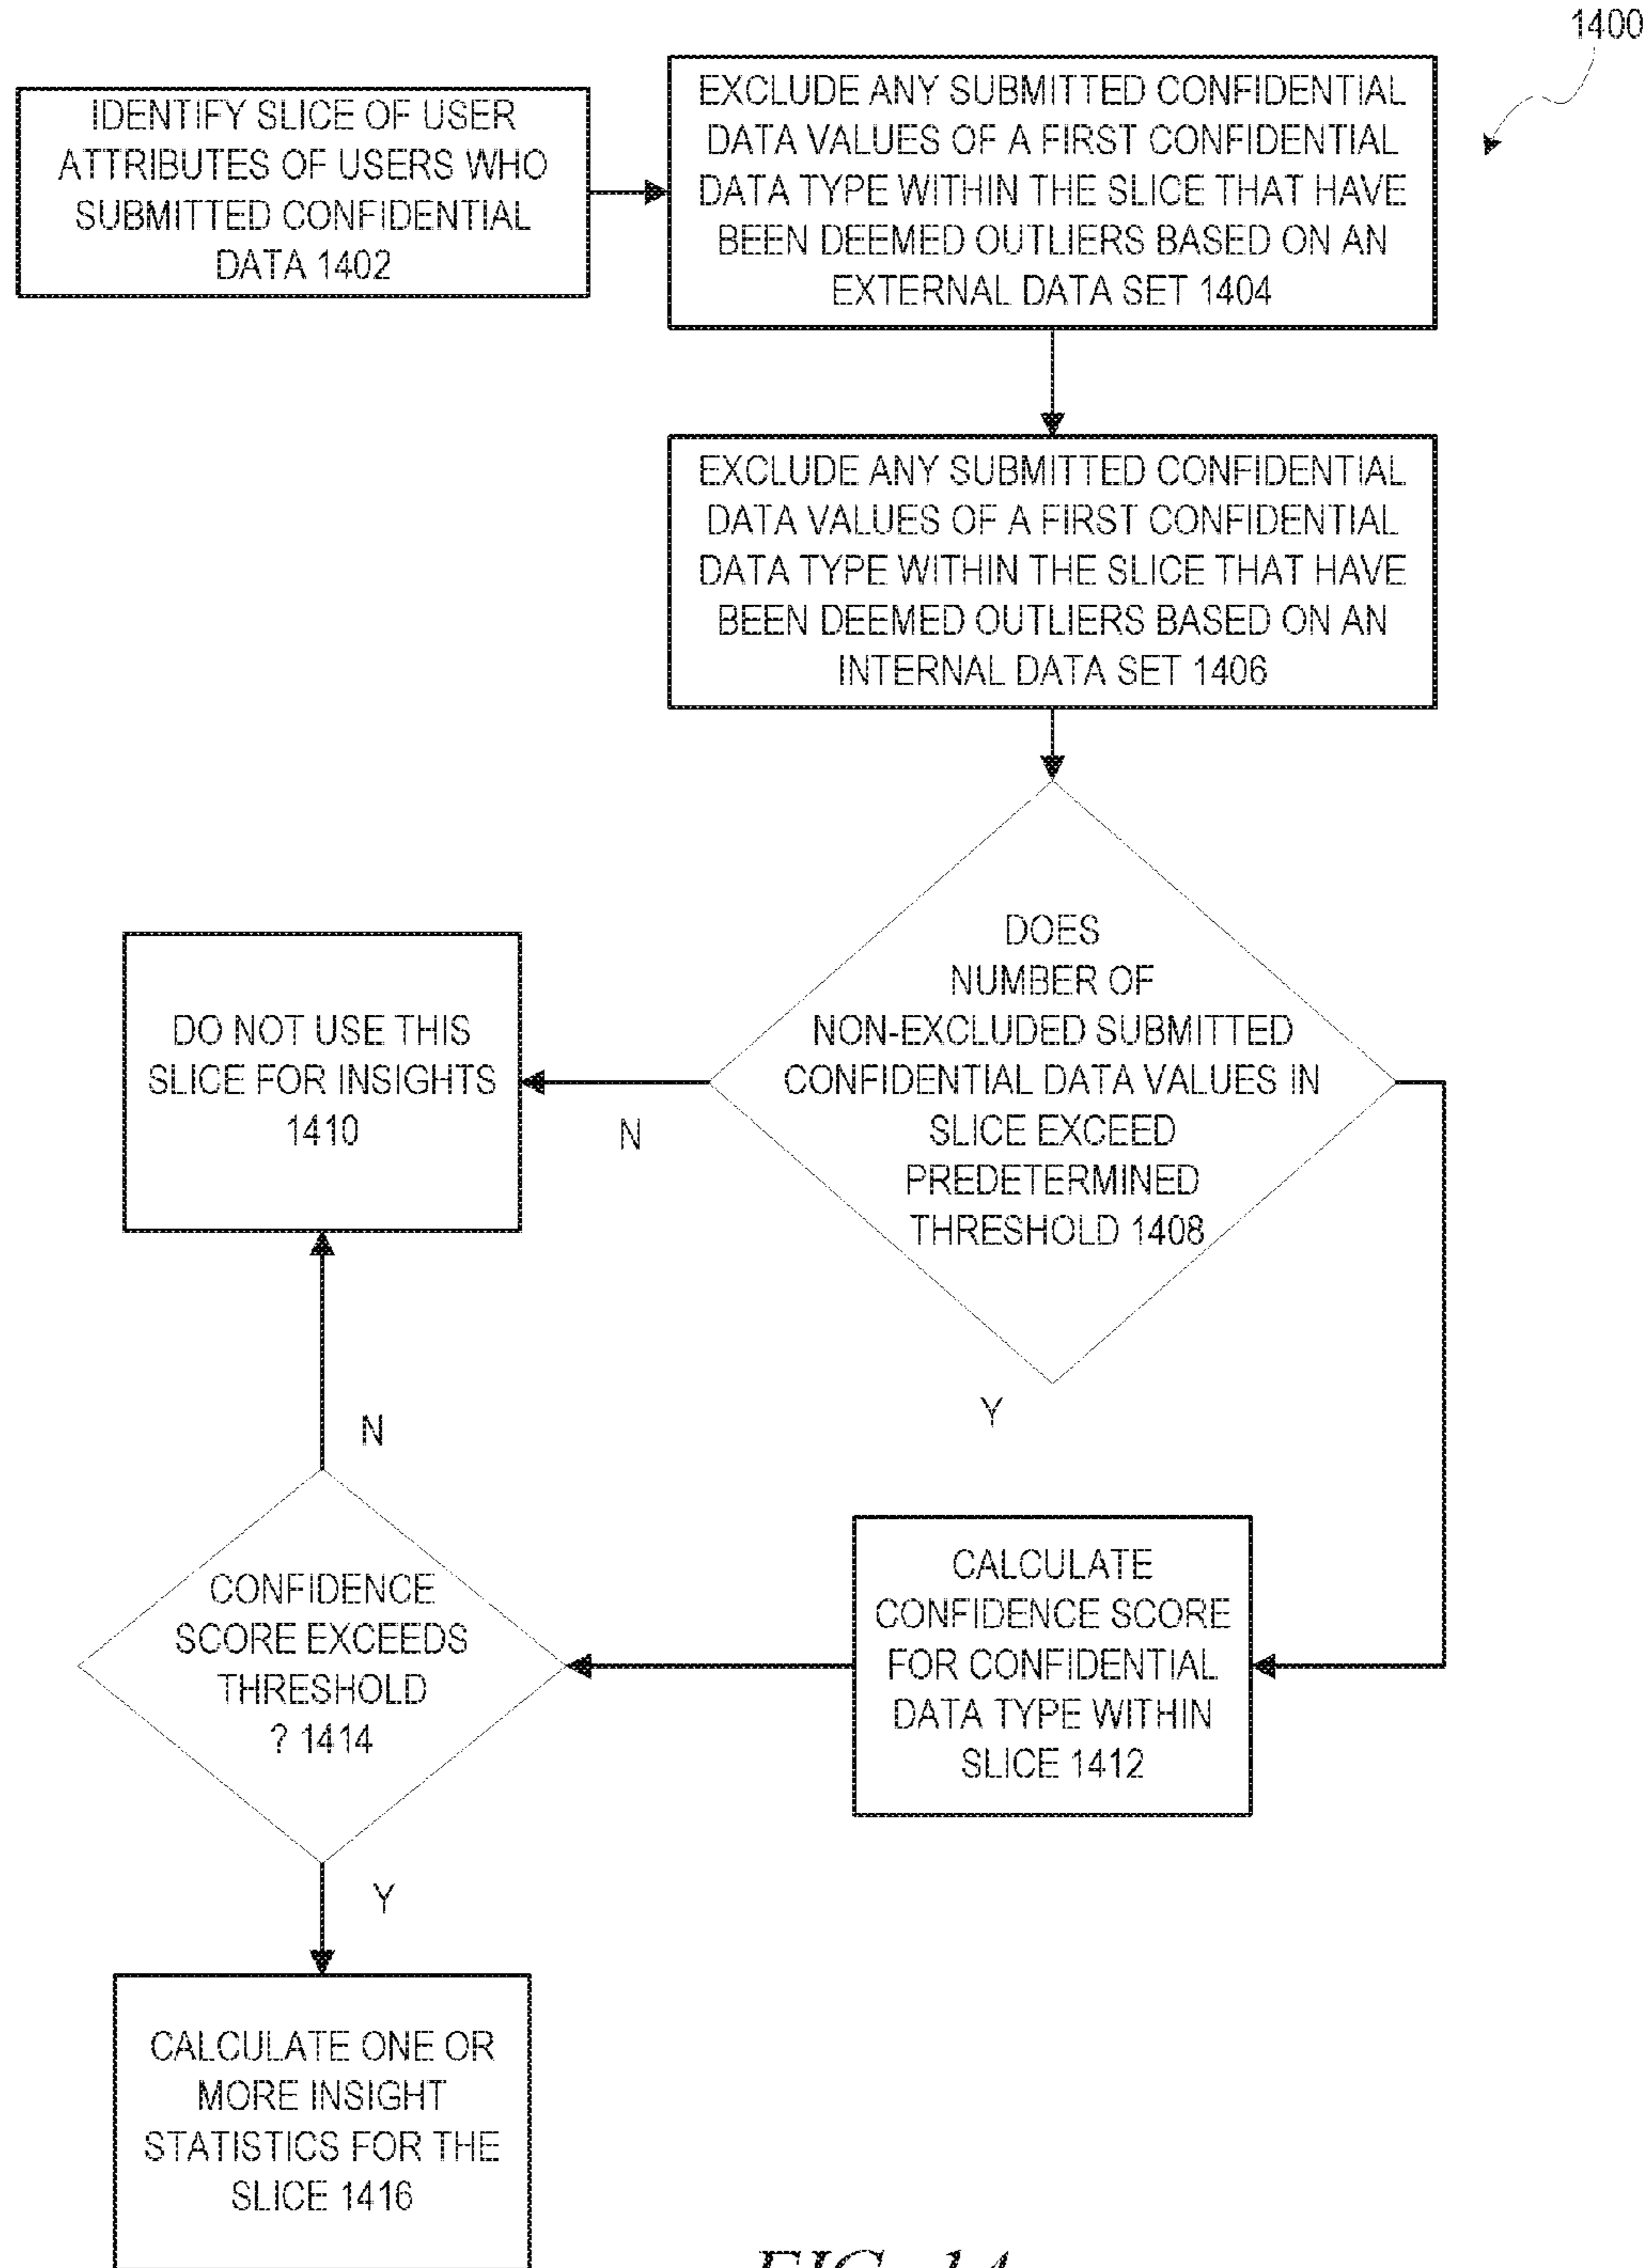 1400
IDENTIFY SLICE OF USER
ATTRIBUTES OF USERS WHO
SUBMITTED CONFIDENTIAL
DATA 1402
EXCLUDE ANY SUBMITTED CONFIDENTIAL
DATA VALUES OF A FIRST CONFIDENTIAL
DATA TYPE WITHIN THE SLICE THAT HAVE
BEEN DEEMED OUTLIERS BASED ON AN
EXTERNAL DATA SET 1404
EXCLUDE ANY SUBMITTED CONFIDENTIAL
DATA VALUES OF A FIRST CONFIDENTIAL
DATA TYPE WITHIN THE SLICE THAT HAVE
BEEN DEEMED OUTLIERS BASED ON AN
INTERNAL DATA SET 1406
DOES
NUMBER OF
NON-EXCLUDED SUBMITTED
CONFIDENTIAL DATA VALUES IN
SLICE EXCEED
PREDETERMINED
THRESHOLD 1408
N
DO NOT USE THIS
SLICE FOR INSIGHTS
1410
Y
CALCULATE
CONFIDENCE SCORE
FOR CONFIDENTIAL
DATA TYPE WITHIN
SLICE 1412
N
CONFIDENCE
SCORE EXCEEDS
THRESHOLD
? 1414
Y
CALCULATE ONE OR
MORE INSIGHT
STATISTICS FOR THE
SLICE 1416
FIG. 14